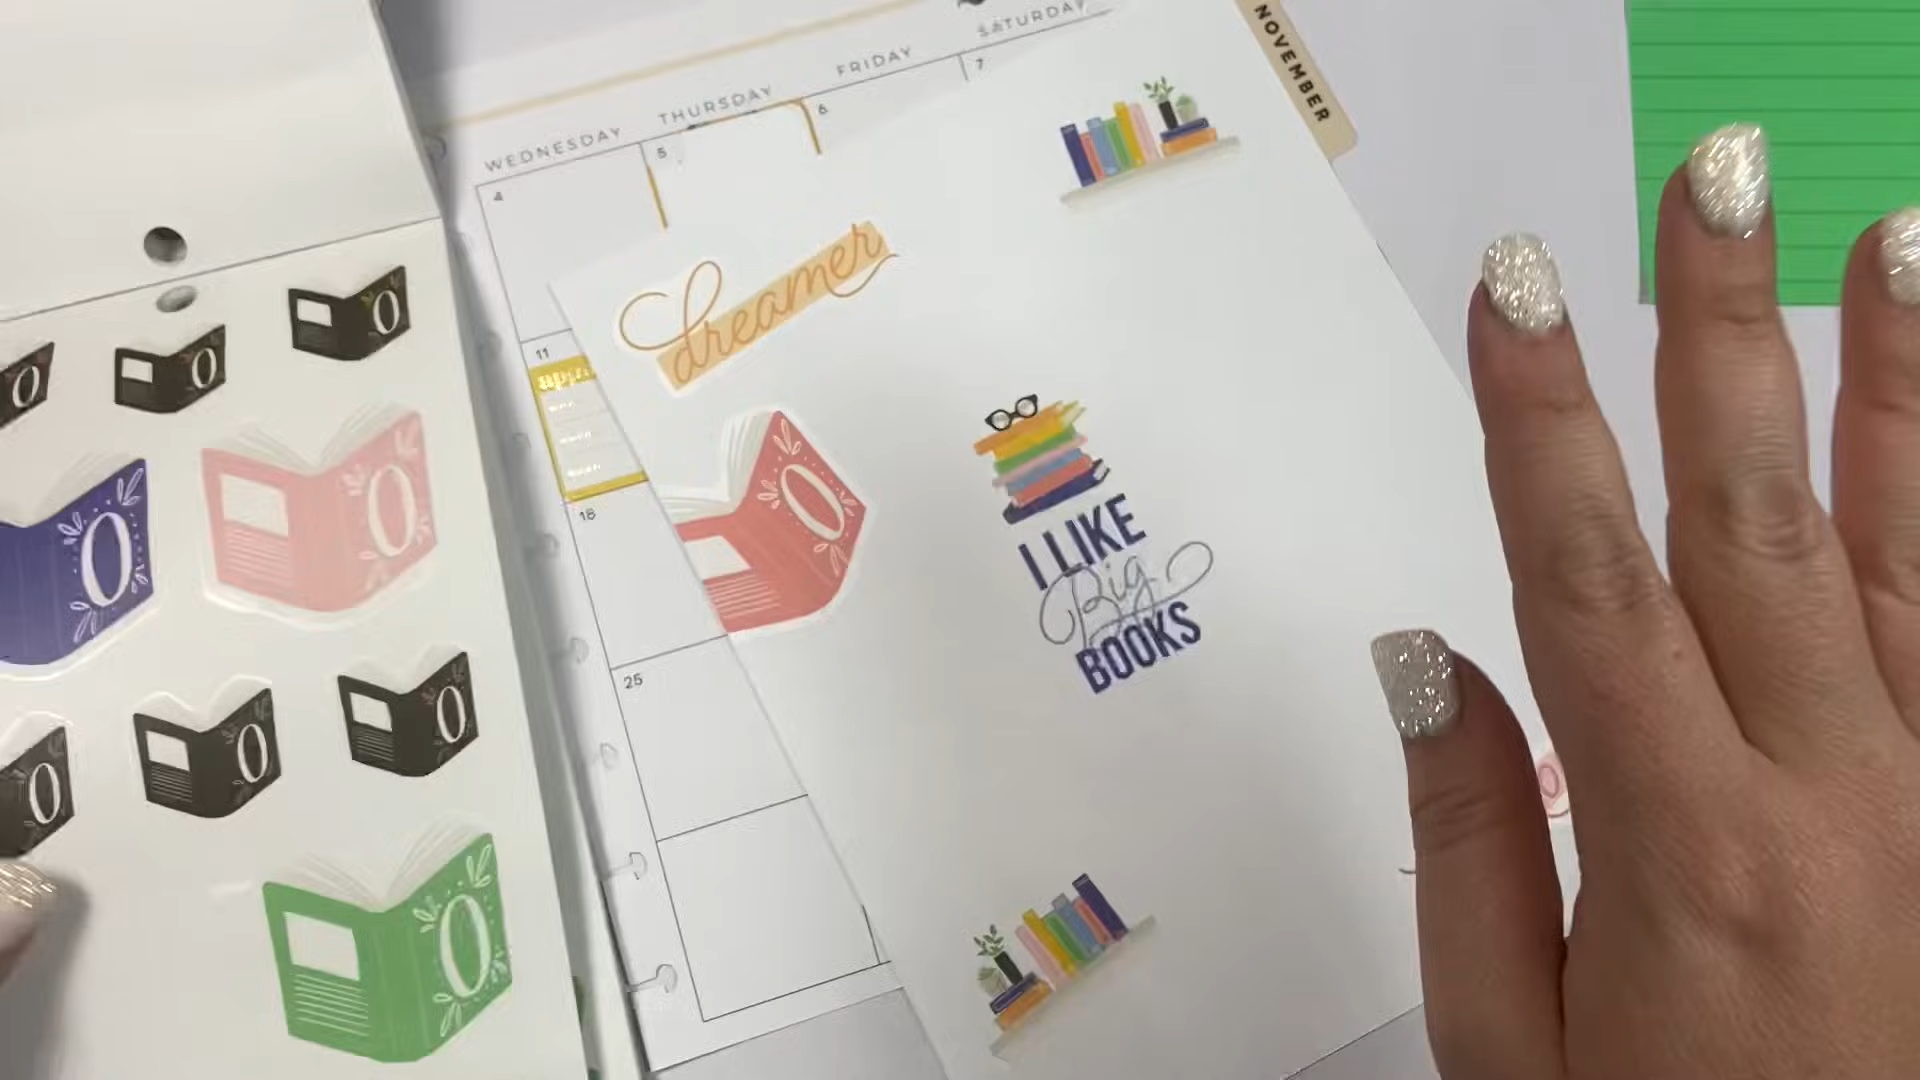 SATURDAY
FRIDAY
THURSDAY
WEDNESDAY
NOVEMBER
4
5
6
7
dreamer
11
18
25
I LIKE
Big
BOOKS
O
O
O
O
O
O
O
O
O
O
O